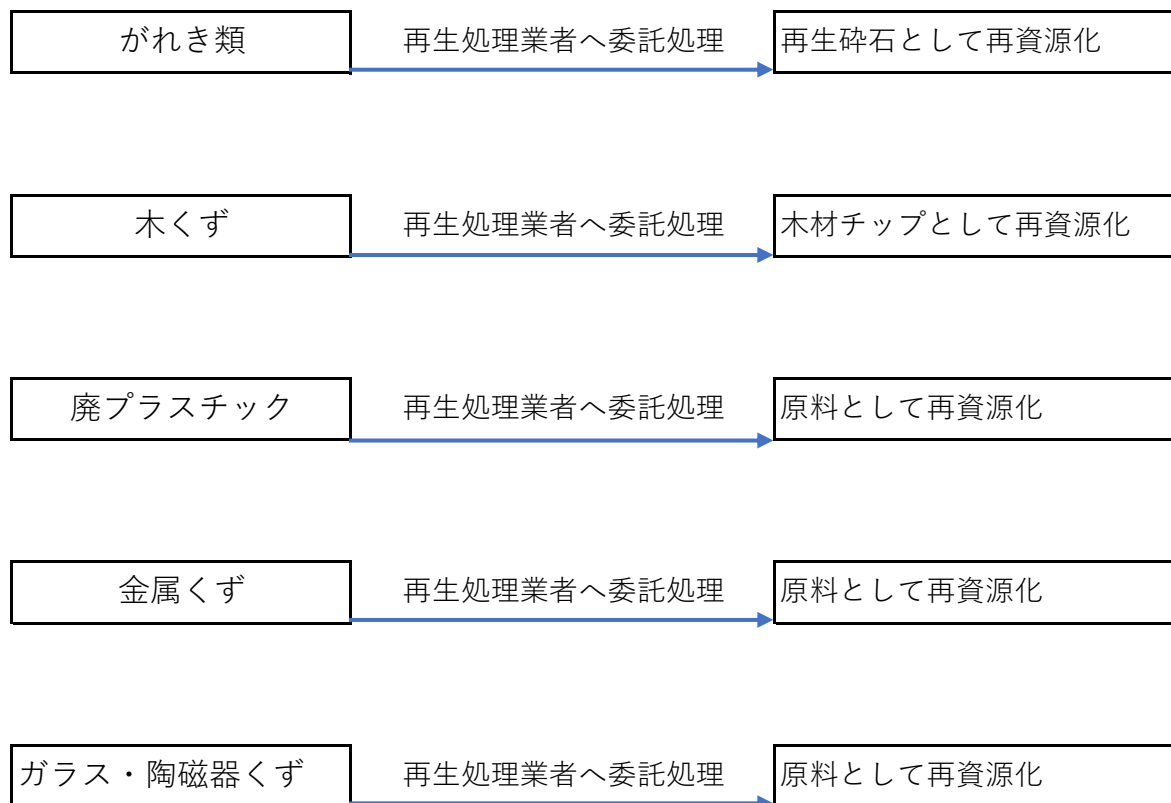 がれき類 再生処理業者へ委託処理 再生砕石として再資源化
木くず 再生処理業者へ委託処理 木材チップとして再資源化
廃プラスチック 再生処理業者へ委託処理 原料として再資源化
金属くず 再生処理業者へ委託処理 原料として再資源化
ガラス・陶磁器くず 再生処理業者へ委託処理 原料として再資源化